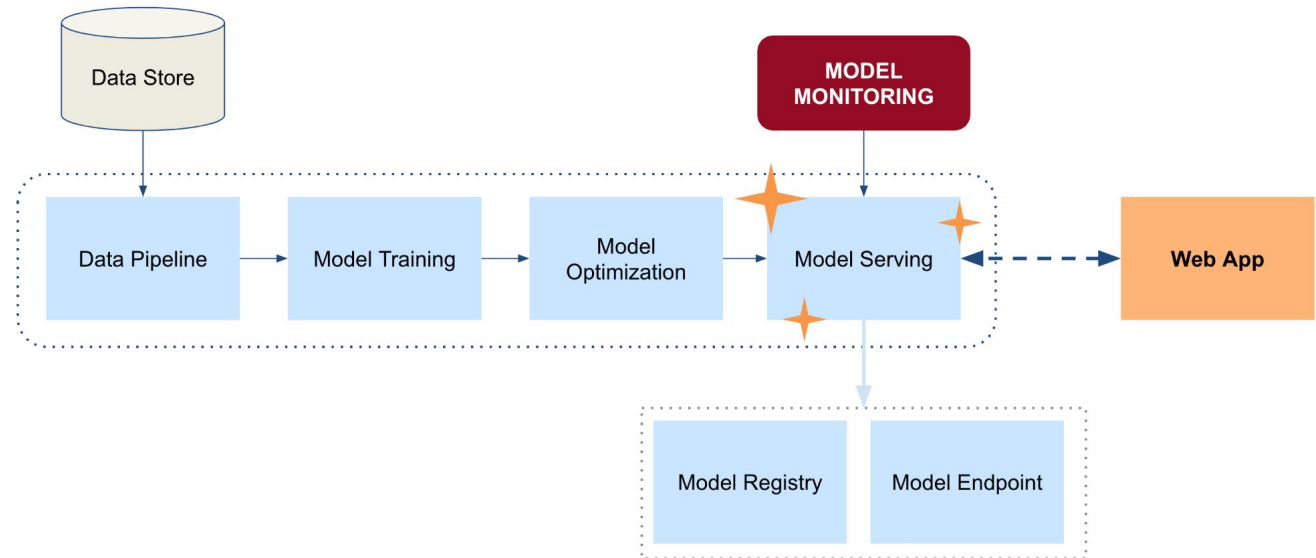 Data Store
MODEL
MONITORING
Data Pipeline
Model Training
Model
Optimization
Model Serving
Web App
Model Registry
Model Endpoint